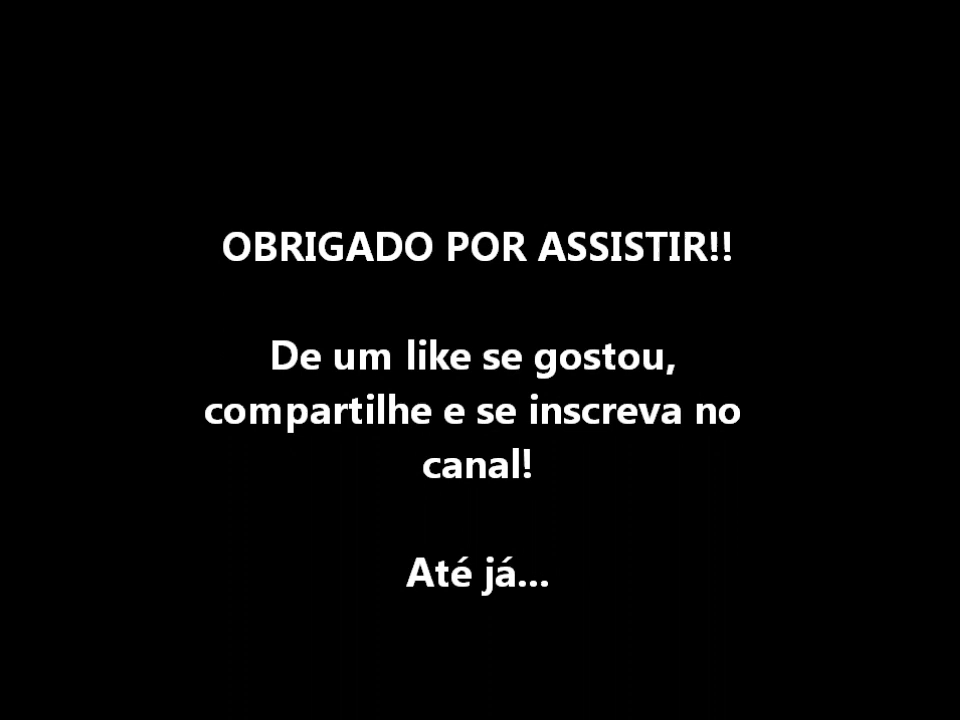 OBRIGADO POR ASSISTIR!!
De um like se gostou,
compartilhe e se inscreva no
canal!
Até já...